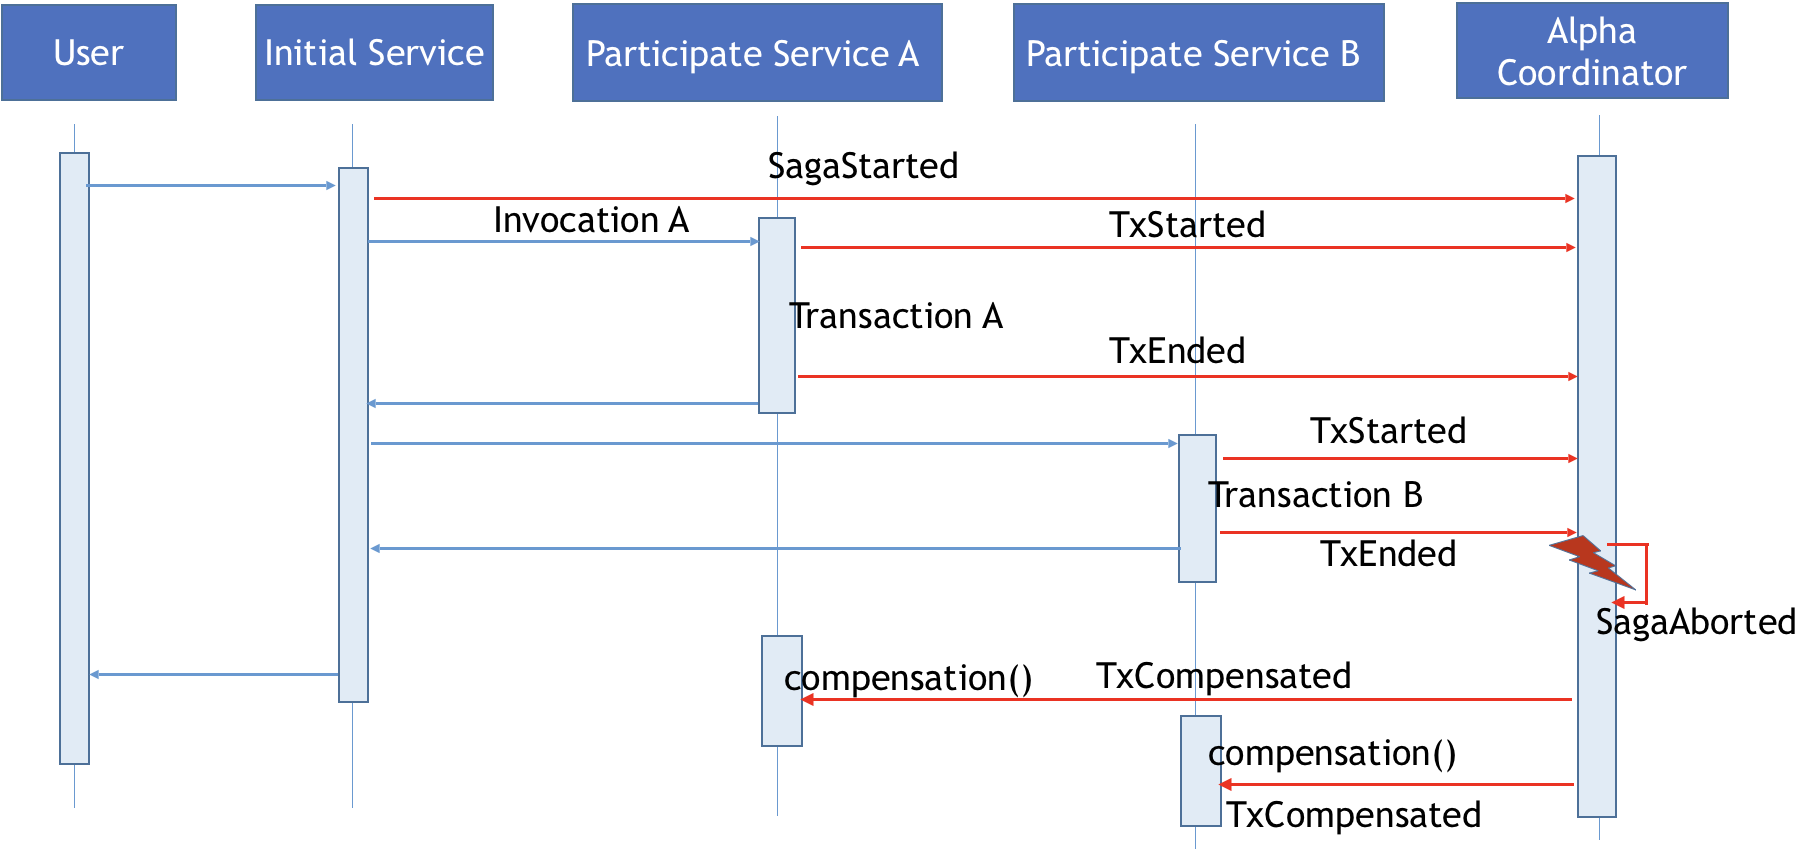 User
Initial Service
Participate Service A
Participate Service B
Alpha
Coordinator
SagaStarted
Invocation A
TxStarted
Transaction A
TxEnded
TxStarted
Transaction B
TxEnded
SagaAborted
compensation()
TxCompensated
compensation()
TxCompensated